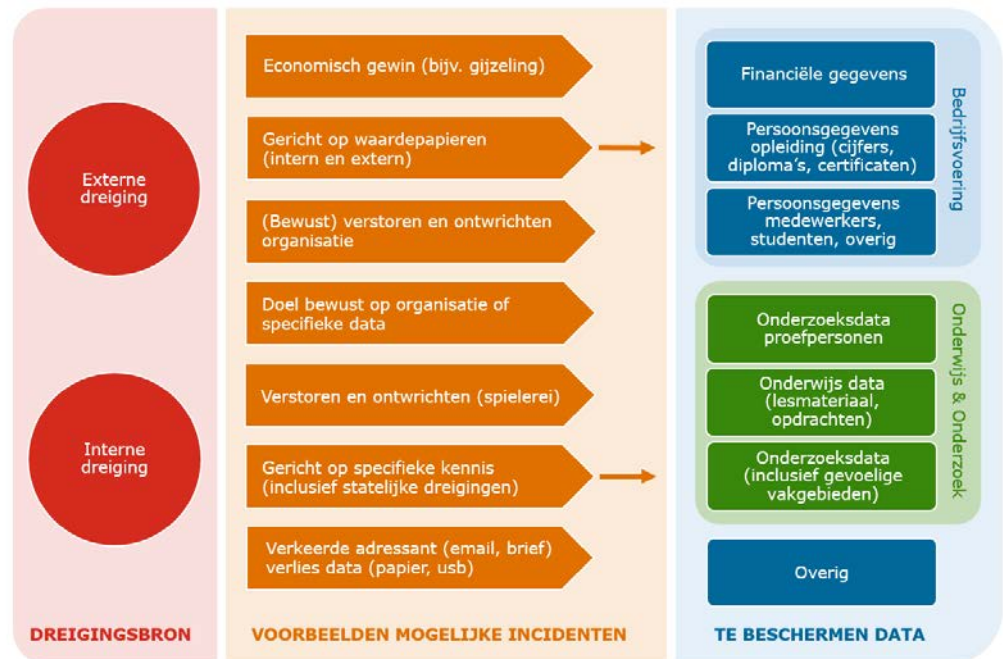 Externe
dreiging
Interne
dreiging
DREIGINGSBRON
Economisch gewin (bijv. gijzeling)
Gericht op waardepapieren
(intern en extern)
(Bewust) verstoren en ontwrichten
organisatie
Doel bewust op organisatie of
specifieke data
Verstoren en ontwrichten (spielerei)
Gericht op specifieke kennis
(inclusief statelijke dreigingen)
Verkeerde adressant (email, brief)
verlies data (papier, usb)
VOORBEELDEN MOGELIJKE INCIDENTEN
Financiële gegevens
Persoonsgegevens
opleiding (cijfers,
diploma's, certificaten)
Persoonsgegevens
medewerkers,
studenten, overig
Bedrijfsvoering
Onderzoeksdata
proefpersonen
Onderwijs data
(lesmateriaal,
opdrachten)
Onderzoeksdata
(inclusief gevoelige
vakgebieden)
Onderwijs & Onderzoek
Overig
TE BESCHERMEN DATA